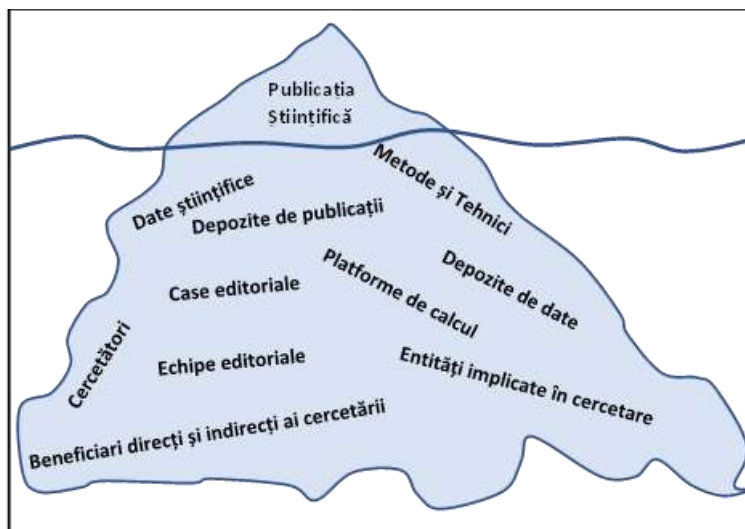 Publicația
Științifică
Metode și Tehnici
Date științifice
Depozite de publicații
Depozite de date
Platforme de calcul
Case editoriale
Cercetători
Echipe editoriale
Entități implicate în cercetare
Beneficiari direcți și indirecți ai cercetării